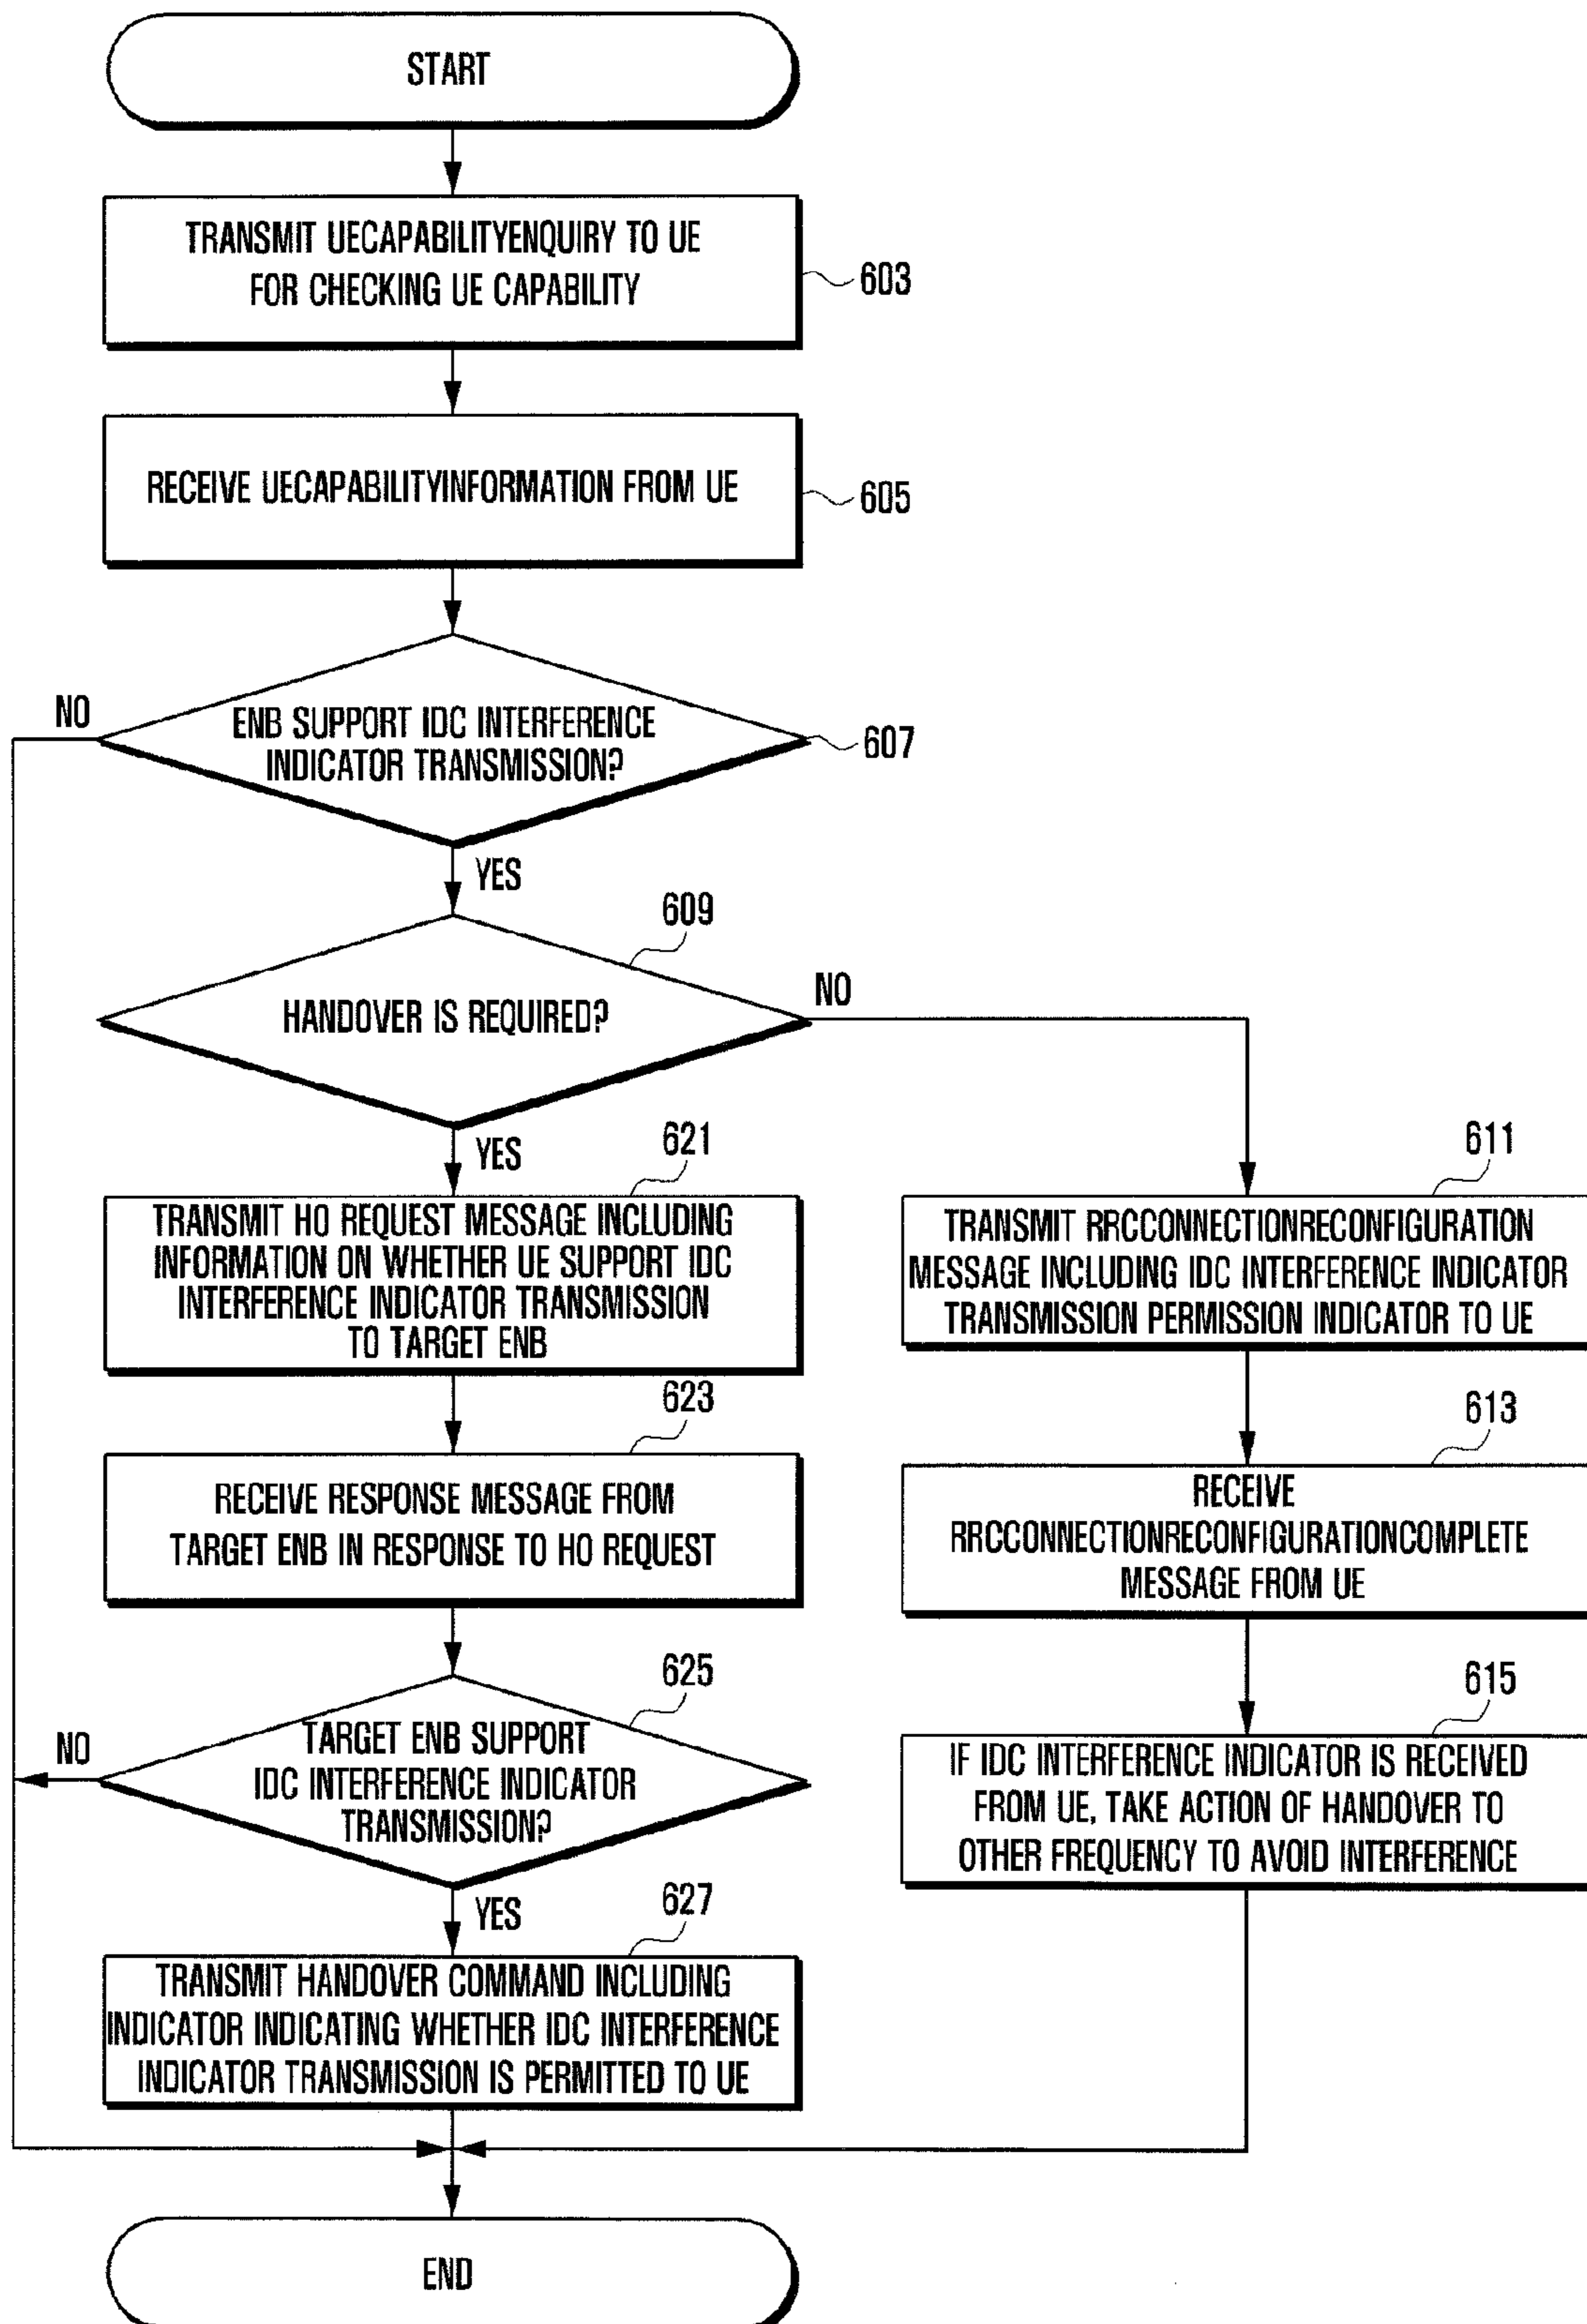 START
TRANSMIT UECAPABILITYENQUIRY TO UE
FOR CHECKING UE CAPABILITY
603
RECEIVE UECAPABILITYINFORMATION FROM UE
605
NO
ENB SUPPORT IDC INTERFERENCE
INDICATOR TRANSMISSION?
607
YES
609
HANDOVER IS REQUIRED?
NO
YES
621
TRANSMIT HO REQUEST MESSAGE INCLUDING
INFORMATION ON WHETHER UE SUPPORT IDC
INTERFERENCE INDICATOR TRANSMISSION
TO TARGET ENB
611
TRANSMIT RRCCONNECTIONRECONFIGURATION
MESSAGE INCLUDING IDC INTERFERENCE INDICATOR
TRANSMISSION PERMISSION INDICATOR TO UE
623
RECEIVE RESPONSE MESSAGE FROM
TARGET ENB IN RESPONSE TO HO REQUEST
613
RECEIVE
RRCCONNECTIONRECONFIGURATIONCOMPLETE
MESSAGE FROM UE
625
NO
TARGET ENB SUPPORT
IDC INTERFERENCE INDICATOR
TRANSMISSION?
615
IF IDC INTERFERENCE INDICATOR IS RECEIVED
FROM UE, TAKE ACTION OF HANDOVER TO
OTHER FREQUENCY TO AVOID INTERFERENCE
YES
627
TRANSMIT HANDOVER COMMAND INCLUDING
INDICATOR INDICATING WHETHER IDC INTERFERENCE
INDICATOR TRANSMISSION IS PERMITTED TO UE
END